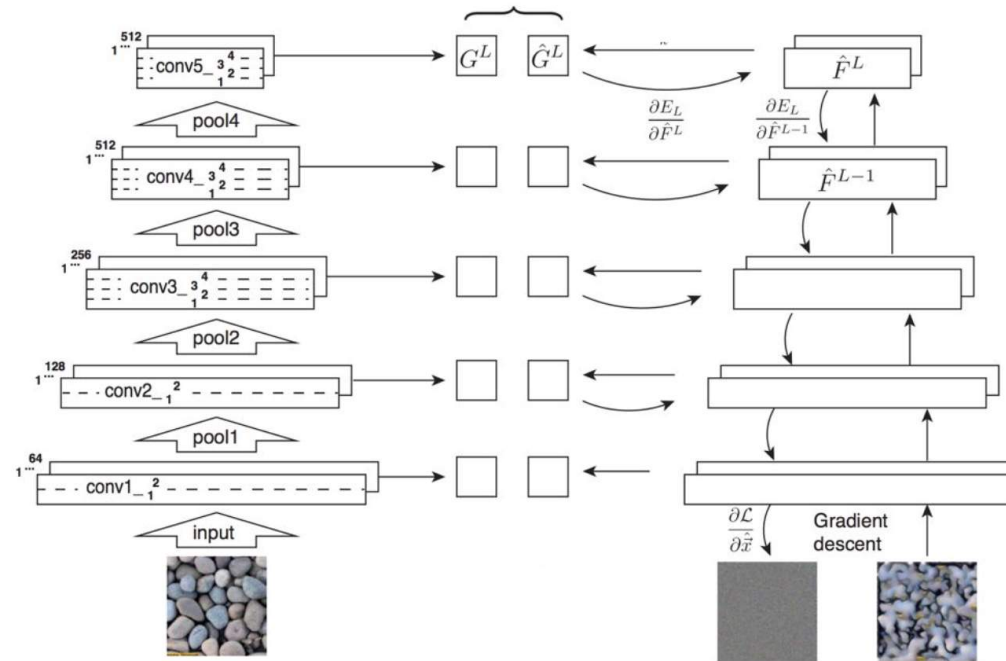 512
1...
conv5_ 1 2 3 4
G^L
Ĝ^L
F̂^L
pool4
∂E_L/∂F̂^L
∂E_L/∂F̂^{L-1}
512
1...
conv4_ 1 2 3 4
F̂^{L-1}
pool3
256
1...
conv3_ 1 2 3 4
pool2
128
1...
conv2_ 1 2
pool1
64
1...
conv1_ 1 2
input
∂ℒ/∂x̂⃗
Gradient
descent